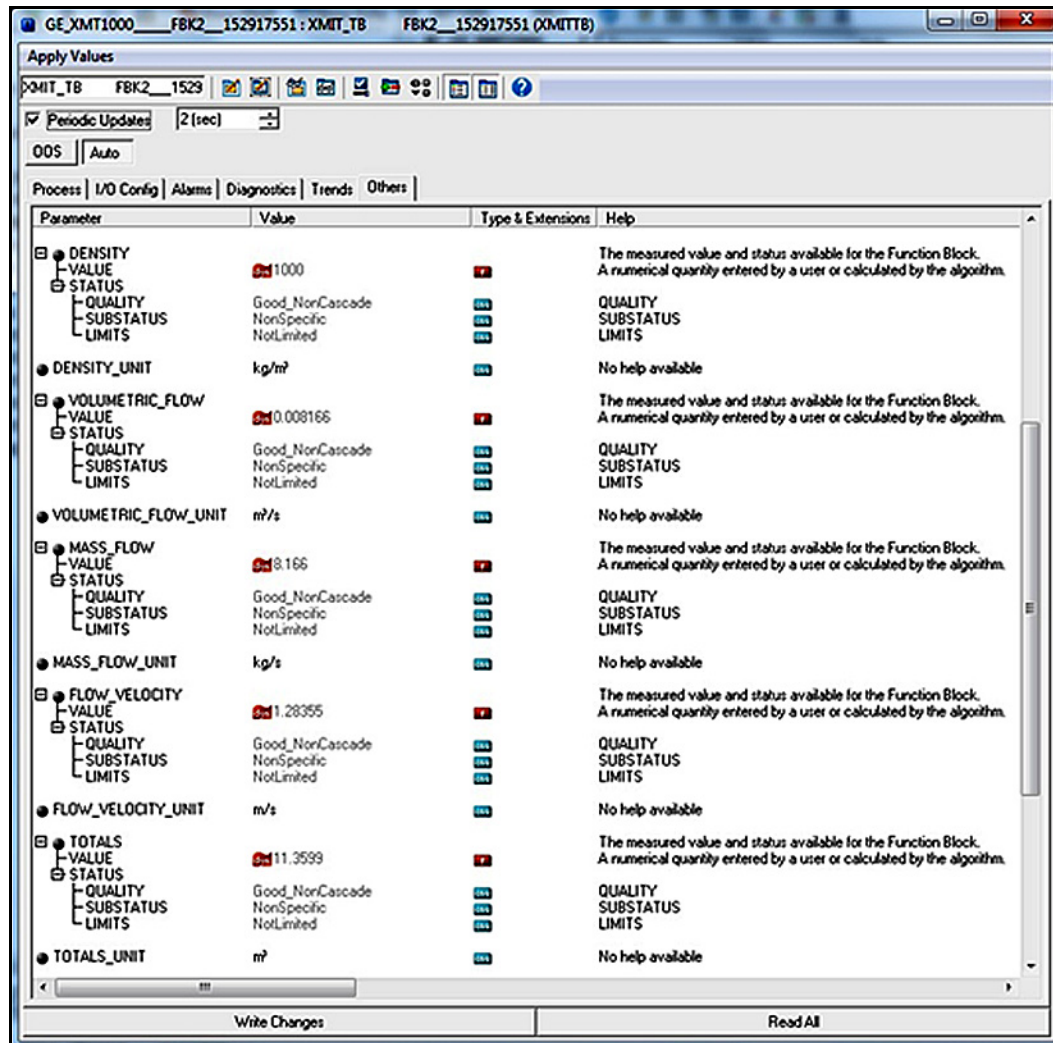 GE_XMT1000_____FBK2__152917551 : XMIT_TB FBK2__152917551 (XMITTB)
Apply Values
XMIT_TB FBK2___1529
Periodic Updates 2 (sec)
OOS Auto
Process I/O Config Alarms Diagnostics Trends Others
Parameter Value Type & Extensions Help
DENSITY The measured value and status available for the Function Block.
VALUE 1000 A numerical quantity entered by a user or calculated by the algorithm.
STATUS
QUALITY Good_NonCascade QUALITY
SUBSTATUS NonSpecific SUBSTATUS
LIMITS NotLimited LIMITS
DENSITY_UNIT kg/m³ No help available
VOLUMETRIC_FLOW The measured value and status available for the Function Block.
VALUE 0.008166 A numerical quantity entered by a user or calculated by the algorithm.
STATUS
QUALITY Good_NonCascade QUALITY
SUBSTATUS NonSpecific SUBSTATUS
LIMITS NotLimited LIMITS
VOLUMETRIC_FLOW_UNIT m³/s No help available
MASS_FLOW The measured value and status available for the Function Block.
VALUE 8.166 A numerical quantity entered by a user or calculated by the algorithm.
STATUS
QUALITY Good_NonCascade QUALITY
SUBSTATUS NonSpecific SUBSTATUS
LIMITS NotLimited LIMITS
MASS_FLOW_UNIT kg/s No help available
FLOW_VELOCITY The measured value and status available for the Function Block.
VALUE 1.28355 A numerical quantity entered by a user or calculated by the algorithm.
STATUS
QUALITY Good_NonCascade QUALITY
SUBSTATUS NonSpecific SUBSTATUS
LIMITS NotLimited LIMITS
FLOW_VELOCITY_UNIT m/s No help available
TOTALS The measured value and status available for the Function Block.
VALUE 11.3599 A numerical quantity entered by a user or calculated by the algorithm.
STATUS
QUALITY Good_NonCascade QUALITY
SUBSTATUS NonSpecific SUBSTATUS
LIMITS NotLimited LIMITS
TOTALS_UNIT m³ No help available
Write Changes Read All